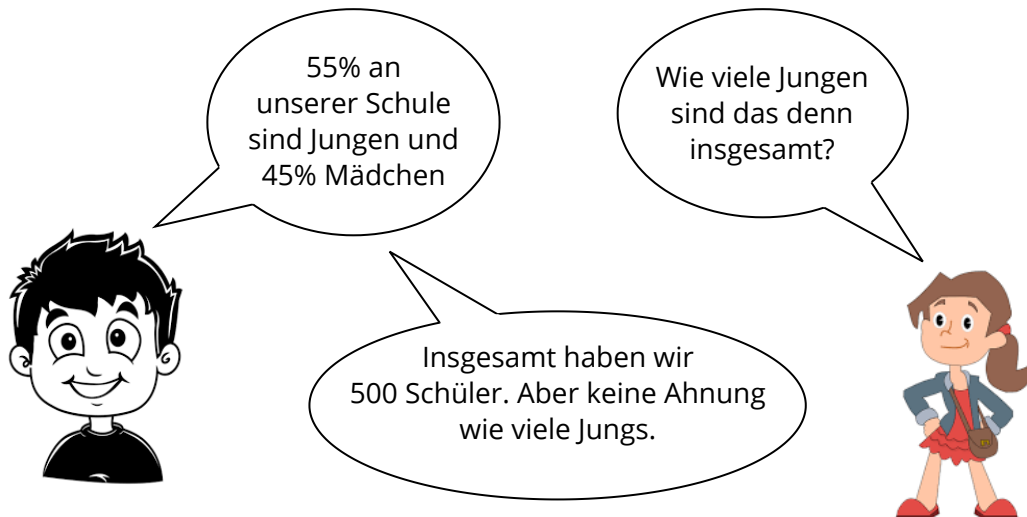 55% an
unserer Schule
sind Jungen und
45% Mädchen
Wie viele Jungen
sind das denn
insgesamt?
Insgesamt haben wir
500 Schüler. Aber keine Ahnung
wie viele Jungs.